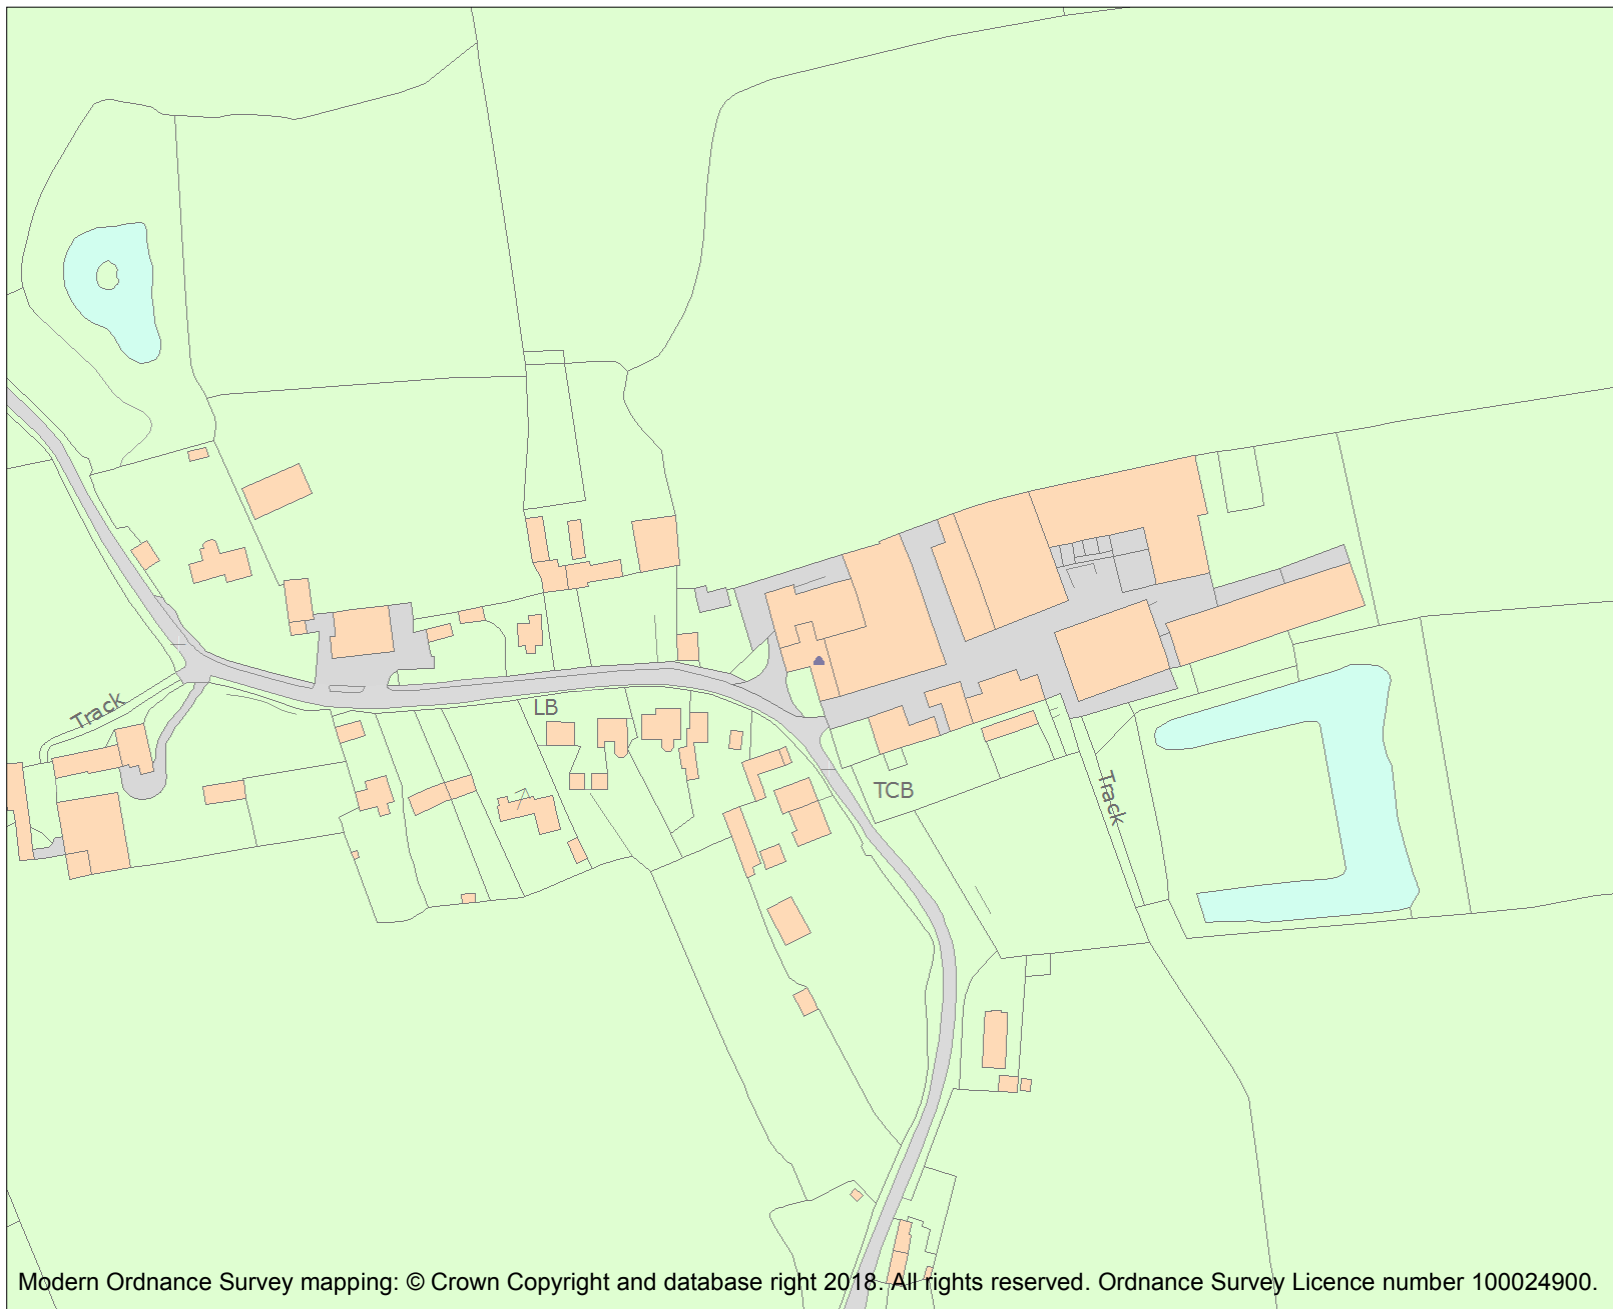 Track
LB
TCB
Track
Modern Ordnance Survey mapping: © Crown Copyright and database right 2018. All rights reserved. Ordnance Survey Licence number 100024900.